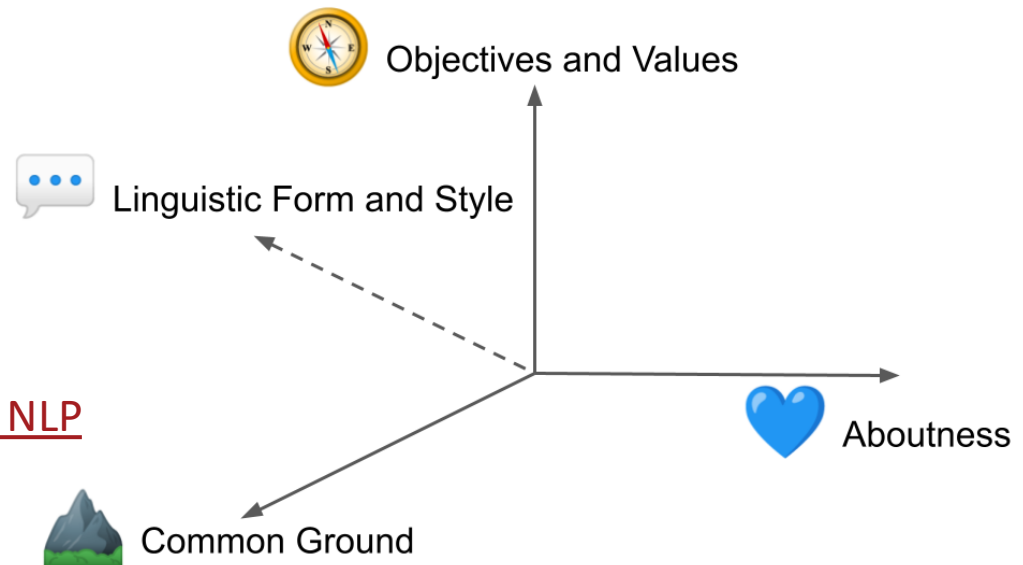 Objectives and Values
Linguistic Form and Style
NLP
Aboutness
Common Ground
N
W
E
S